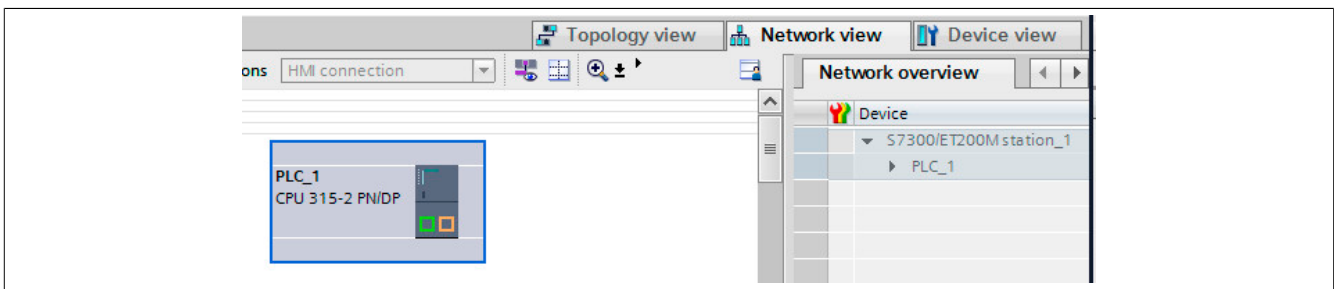 Topology view
Network view
Device view
ons HMI connection
Network overview
Device
S7300/ET200M station_1
PLC_1
PLC_1
CPU 315-2 PN/DP